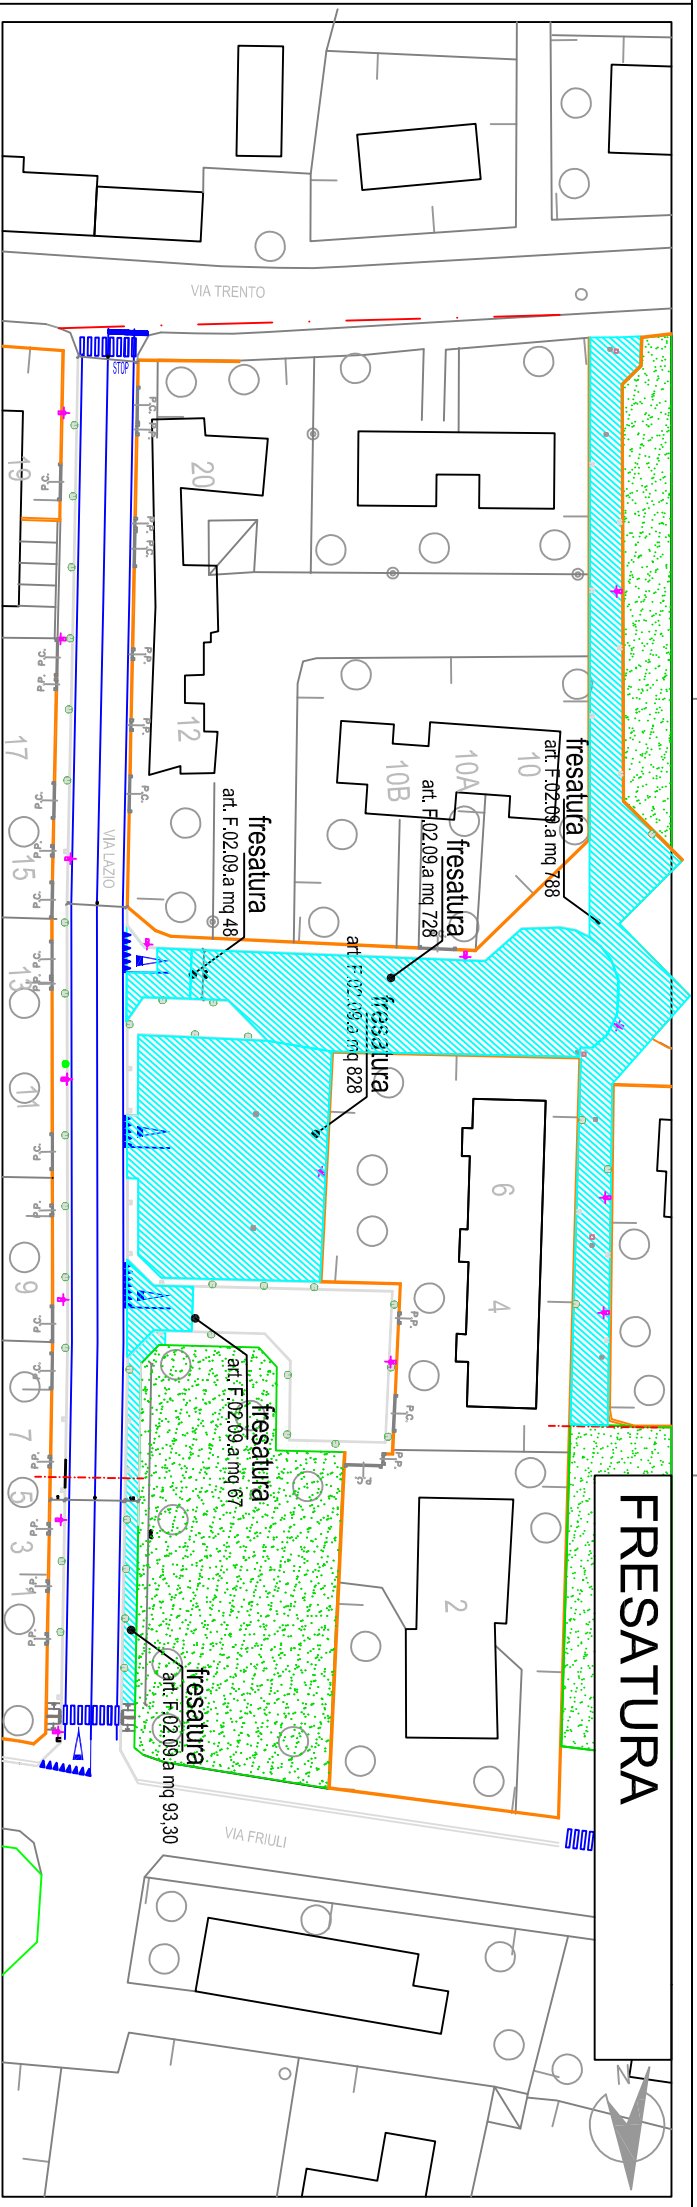 FRESATURA
N
VIA TRENTO
STOP
VIA LAZIO
VIA FRIULI
fresatura
art. F.02.09.a mq 788
fresatura
art. F.02.09.a mq 728
fresatura
art. F.02.09.a mq 48
fresatura
art. F.02.09.a mq 828
fresatura
art. F.02.09.a mq 67
fresatura
art. F.02.09.a mq 93,30
20
12
10
10A
10B
6
4
2
19
17
15
13
11
9
7
5
3
1
P.C.
P.P.
P.P.
P.C.
P.P.
P.P.
P.C.
P.C.
P.C.
P.P.
P.C.
P.P.
P.C.
P.C.
P.P.
P.C.
P.P.
P.C.
P.C.
P.P.
P.C.
P.P.
P.P.
P.P.
P.C.
P.P.
P.C.